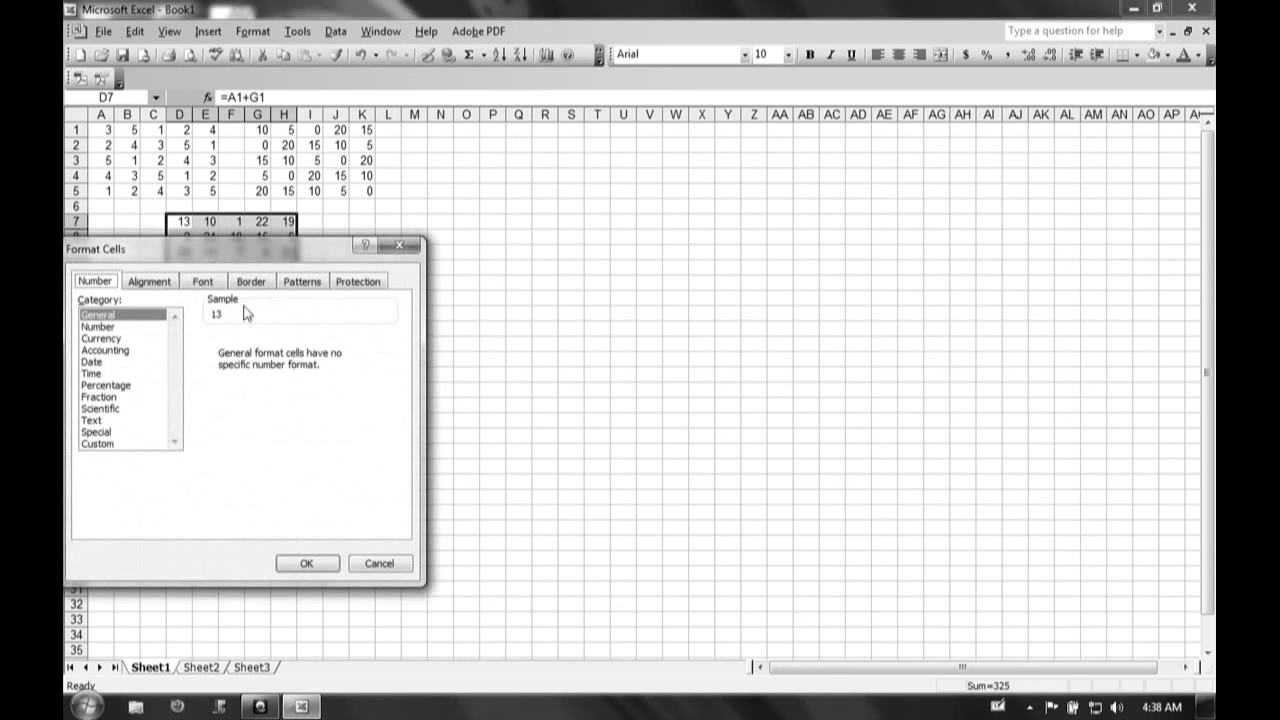 Microsoft Excel - Book1
File Edit View Insert Format Tools Data Window Help Adobe PDF
Type a question for help
Arial 10 B I U $ % ,
D7 fx =A1+G1
A B C D E F G H I J K L M N O P Q R S T U V W X Y Z AA AB AC AD AE AF AG AH AI AJ AK AL AM AN AO AP
1 3 5 1 2 4 10 5 0 20 15
2 2 4 3 5 1 0 20 15 10 5
3 5 1 2 4 3 15 10 5 0 20
4 4 3 5 1 2 5 0 20 15 10
5 1 2 4 3 5 20 15 10 5 0
6
7 13 10 1 22 19
Format Cells
Number Alignment Font Border Patterns Protection
Category:
Sample
13
General
Number
Currency
Accounting
Date
Time
Percentage
Fraction
Scientific
Text
Special
Custom
General format cells have no
specific number format.
OK Cancel
31
32
33
34
35
Sheet1 Sheet2 Sheet3
Ready
Sum=325
4:38 AM